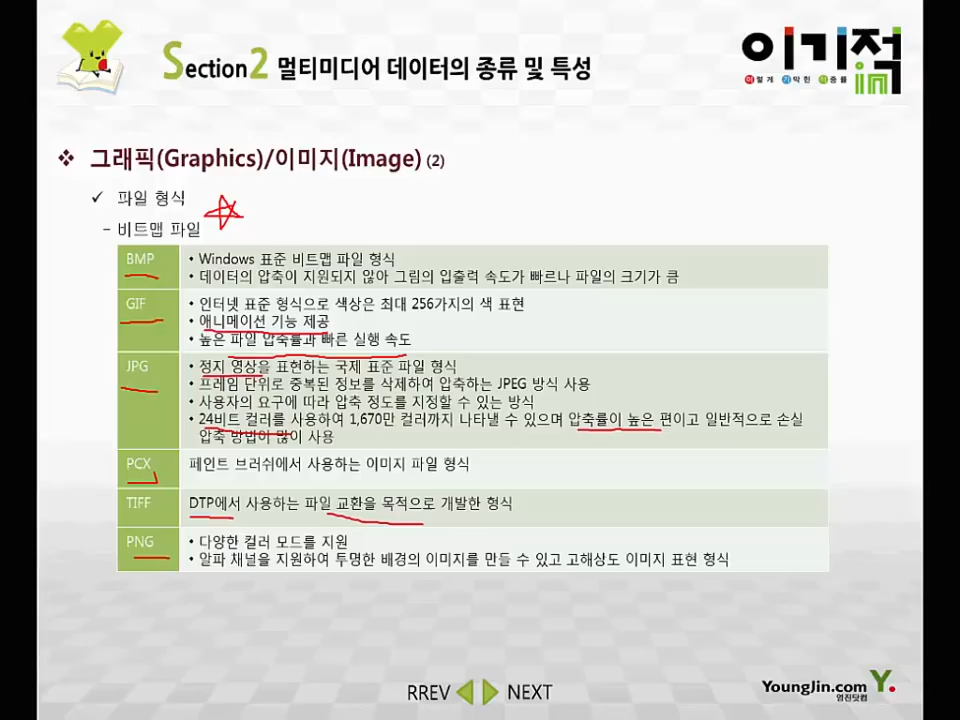 Section2 멀티미디어 데이터의 종류 및 특성
이기적in
이렇게 기막힌 적중률
❖ 그래픽(Graphics)/이미지(Image) (2)
✓ 파일 형식
- 비트맵 파일
BMP
• Windows 표준 비트맵 파일 형식
• 데이터의 압축이 지원되지 않아 그림의 입출력 속도가 빠르나 파일의 크기가 큼
GIF
• 인터넷 표준 형식으로 색상은 최대 256가지의 색 표현
• 애니메이션 기능 제공
• 높은 파일 압축률과 빠른 실행 속도
JPG
• 정지 영상을 표현하는 국제 표준 파일 형식
• 프레임 단위로 중복된 정보를 삭제하여 압축하는 JPEG 방식 사용
• 사용자의 요구에 따라 압축 정도를 지정할 수 있는 방식
• 24비트 컬러를 사용하여 1,670만 컬러까지 나타낼 수 있으며 압축률이 높은 편이고 일반적으로 손실
압축 방법이 많이 사용
PCX
페인트 브러쉬에서 사용하는 이미지 파일 형식
TIFF
DTP에서 사용하는 파일 교환을 목적으로 개발한 형식
PNG
• 다양한 컬러 모드를 지원
• 알파 채널을 지원하여 투명한 배경의 이미지를 만들 수 있고 고해상도 이미지 표현 형식
RREV NEXT
YoungJin.com Y.
영진닷컴